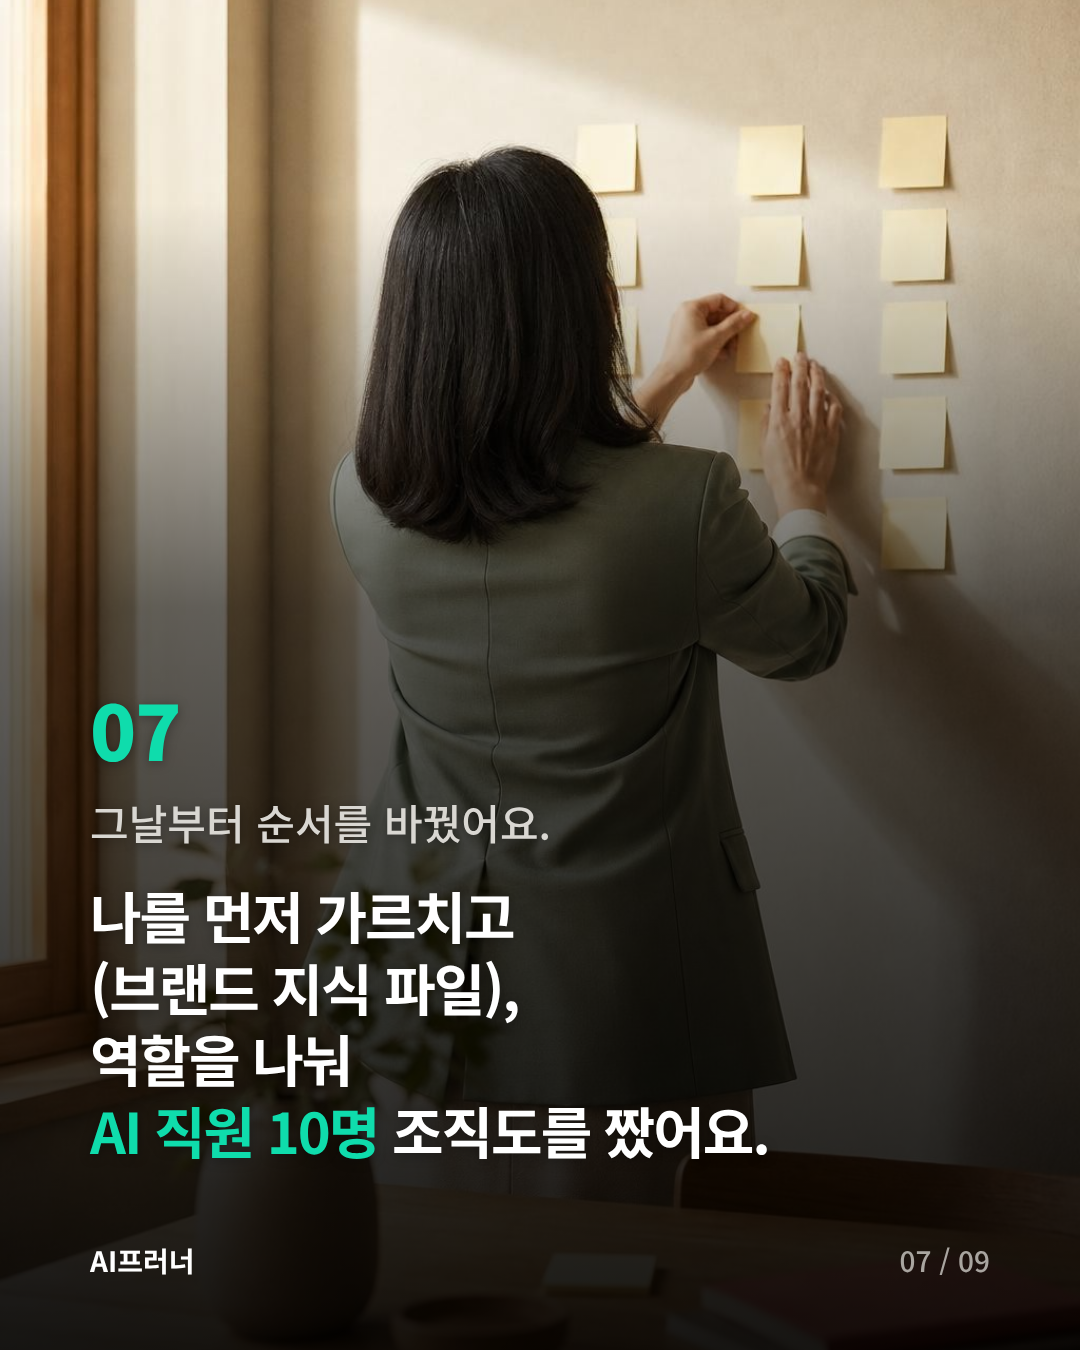 07
그날부터 순서를 바꿨어요.
나를 먼저 가르치고
(브랜드 지식 파일),
역할을 나눠
AI 직원 10명 조직도를 짰어요.
AI프러너
07 / 09